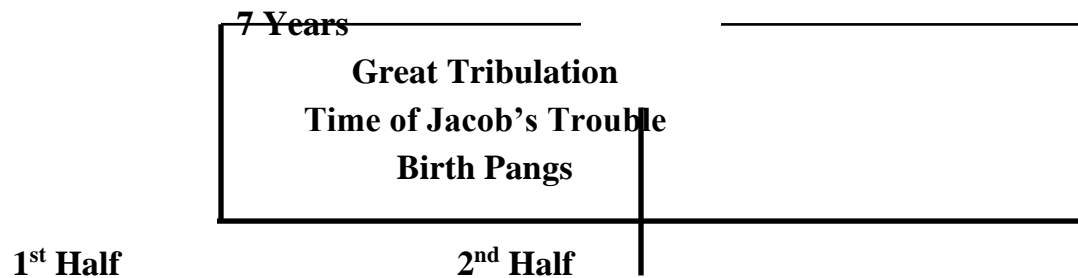 7 Years
Great Tribulation
Time of Jacob’s Trouble
Birth Pangs
1st Half 2nd Half